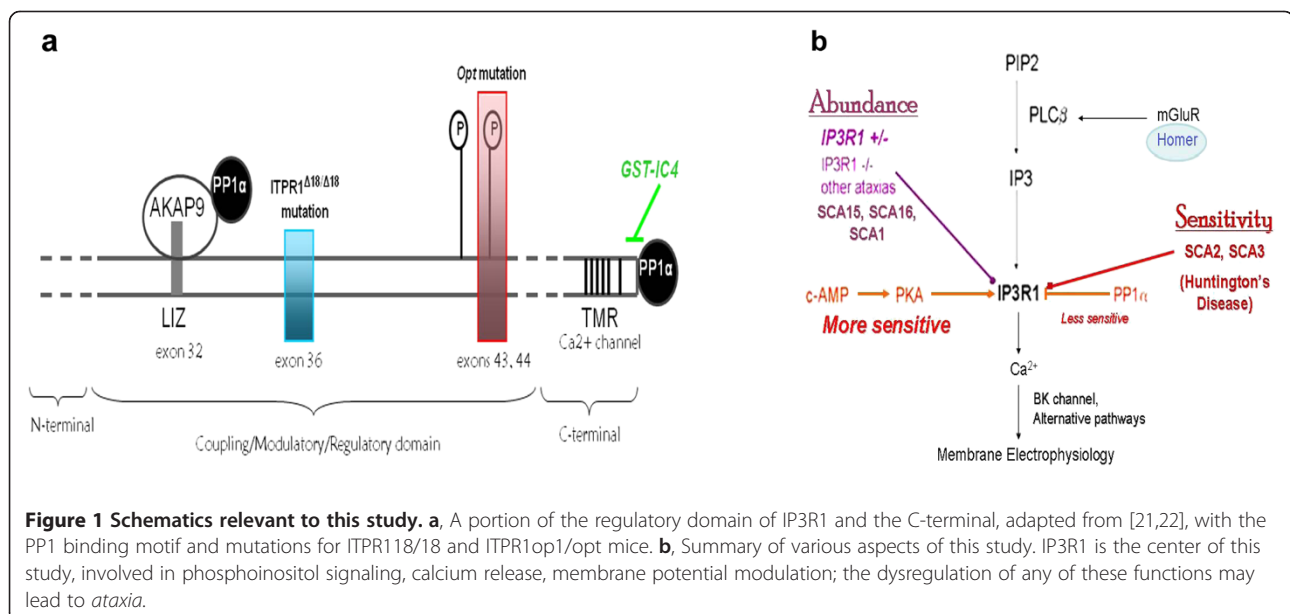 a
Opt mutation
P
P
GST-IC4
PP1α
AKAP9
ITPR1Δ18/Δ18
mutation
PP1α
LIZ
exon 32
exon 36
exons 43, 44
TMR
Ca2+ channel
N-terminal
Coupling/Modulatory/Regulatory domain
C-terminal
b
PIP2
Abundance
PLCβ
mGluR
Homer
IP3R1 +/-
IP3R1 -/-
other ataxias
SCA15, SCA16,
SCA1
IP3
Sensitivity
SCA2, SCA3
(Huntington's
Disease)
c-AMP
PKA
IP3R1
PP1α
More sensitive
Less sensitive
Ca2+
BK channel,
Alternative pathways
Membrane Electrophysiology
Figure 1 Schematics relevant to this study. a, A portion of the regulatory domain of IP3R1 and the C-terminal, adapted from [21,22], with the
PP1 binding motif and mutations for ITPR118/18 and ITPR1op1/opt mice. b, Summary of various aspects of this study. IP3R1 is the center of this
study, involved in phosphoinositol signaling, calcium release, membrane potential modulation; the dysregulation of any of these functions may
lead to ataxia.